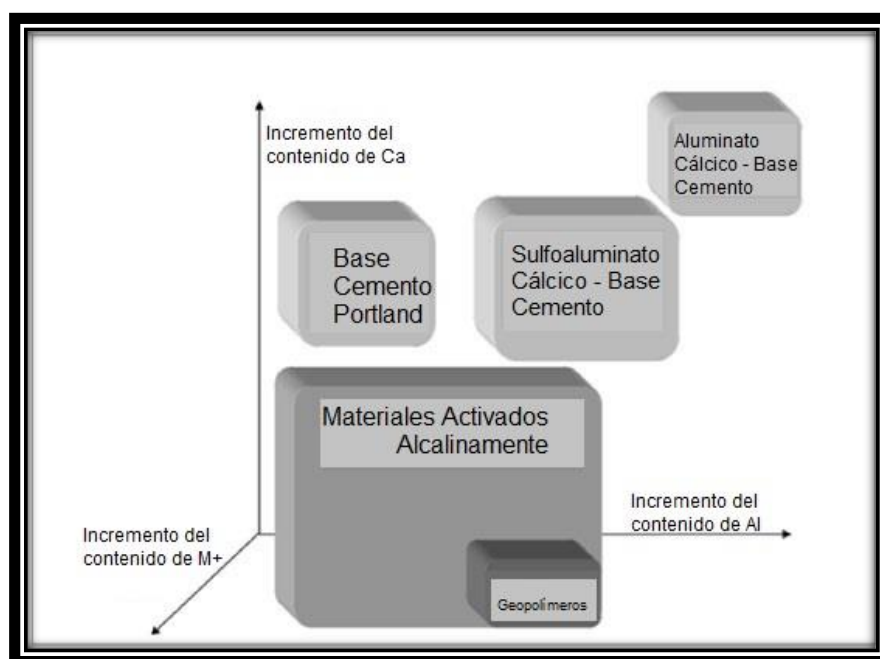 Incremento del
contenido de Ca
Aluminato
Cálcico - Base
Cemento
Base
Cemento
Portland
Sulfoaluminato
Cálcico - Base
Cemento
Materiales Activados
Alcalinamente
Incremento del
contenido de Al
Incremento del
contenido de M+
Geopolímeros